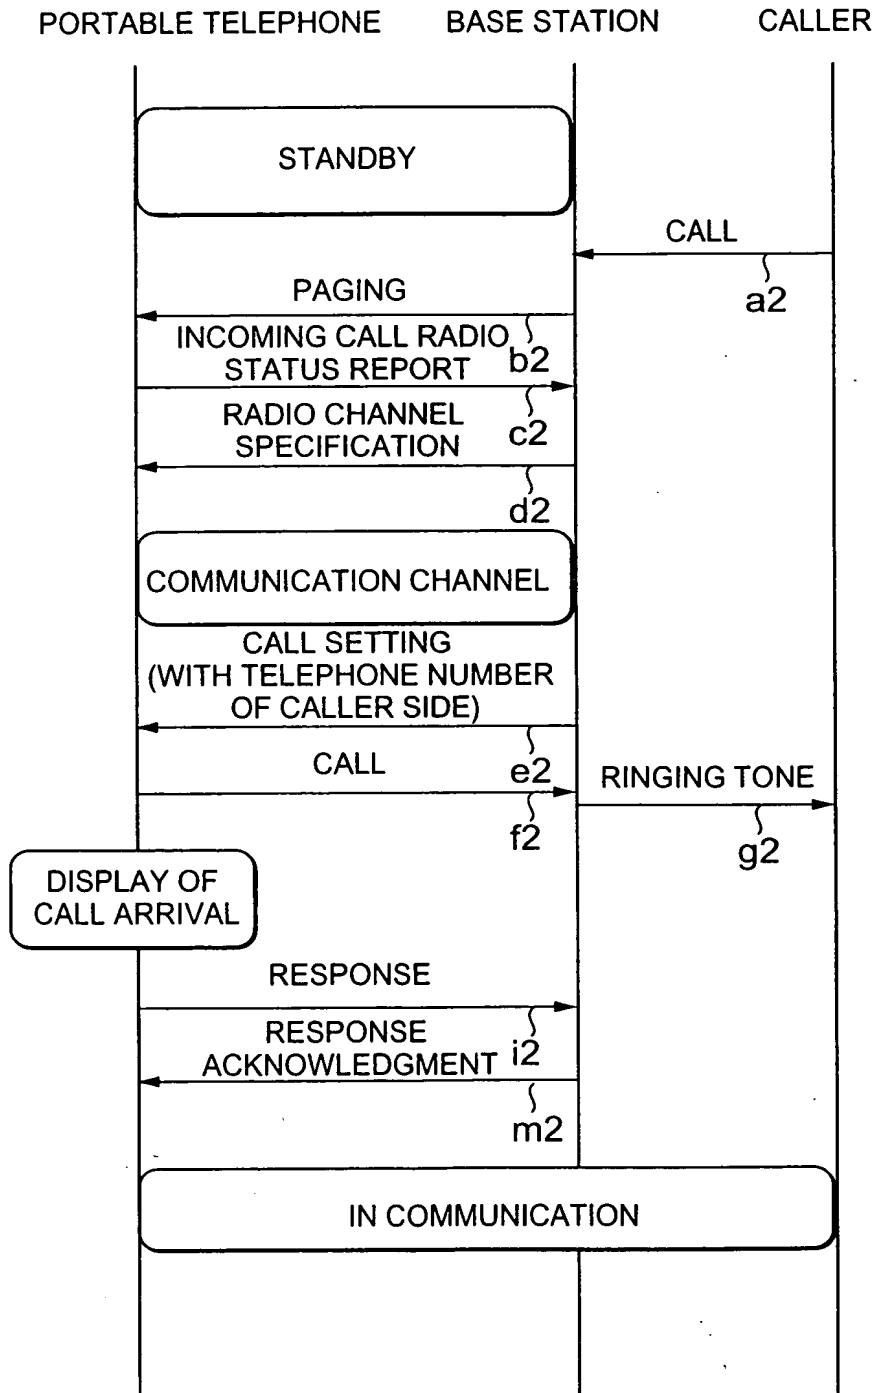 PORTABLE TELEPHONE BASE STATION CALLER
STANDBY
CALL
a2
PAGING
b2
INCOMING CALL RADIO
STATUS REPORT
c2
RADIO CHANNEL
SPECIFICATION
d2
COMMUNICATION CHANNEL
CALL SETTING
(WITH TELEPHONE NUMBER
OF CALLER SIDE)
e2
CALL
f2
RINGING TONE
g2
DISPLAY OF
CALL ARRIVAL
RESPONSE
i2
RESPONSE
ACKNOWLEDGMENT
m2
IN COMMUNICATION